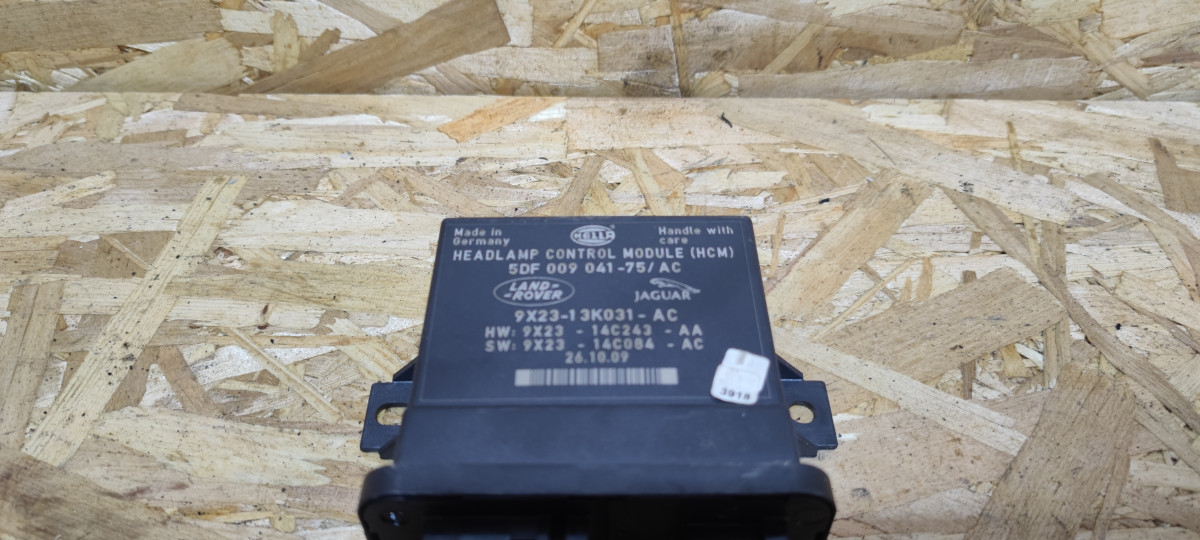 Made in
Germany
HELLA
Handle with
care
HEADLAMP CONTROL MODULE (HCM)
5DF 009 041-75/AC
LAND-
-ROVER
JAGUAR
9X23-13K031-AC
HW: 9X23 - 14C243 - AA
SW: 9X23 - 14C084 - AC
26.10.09
3918